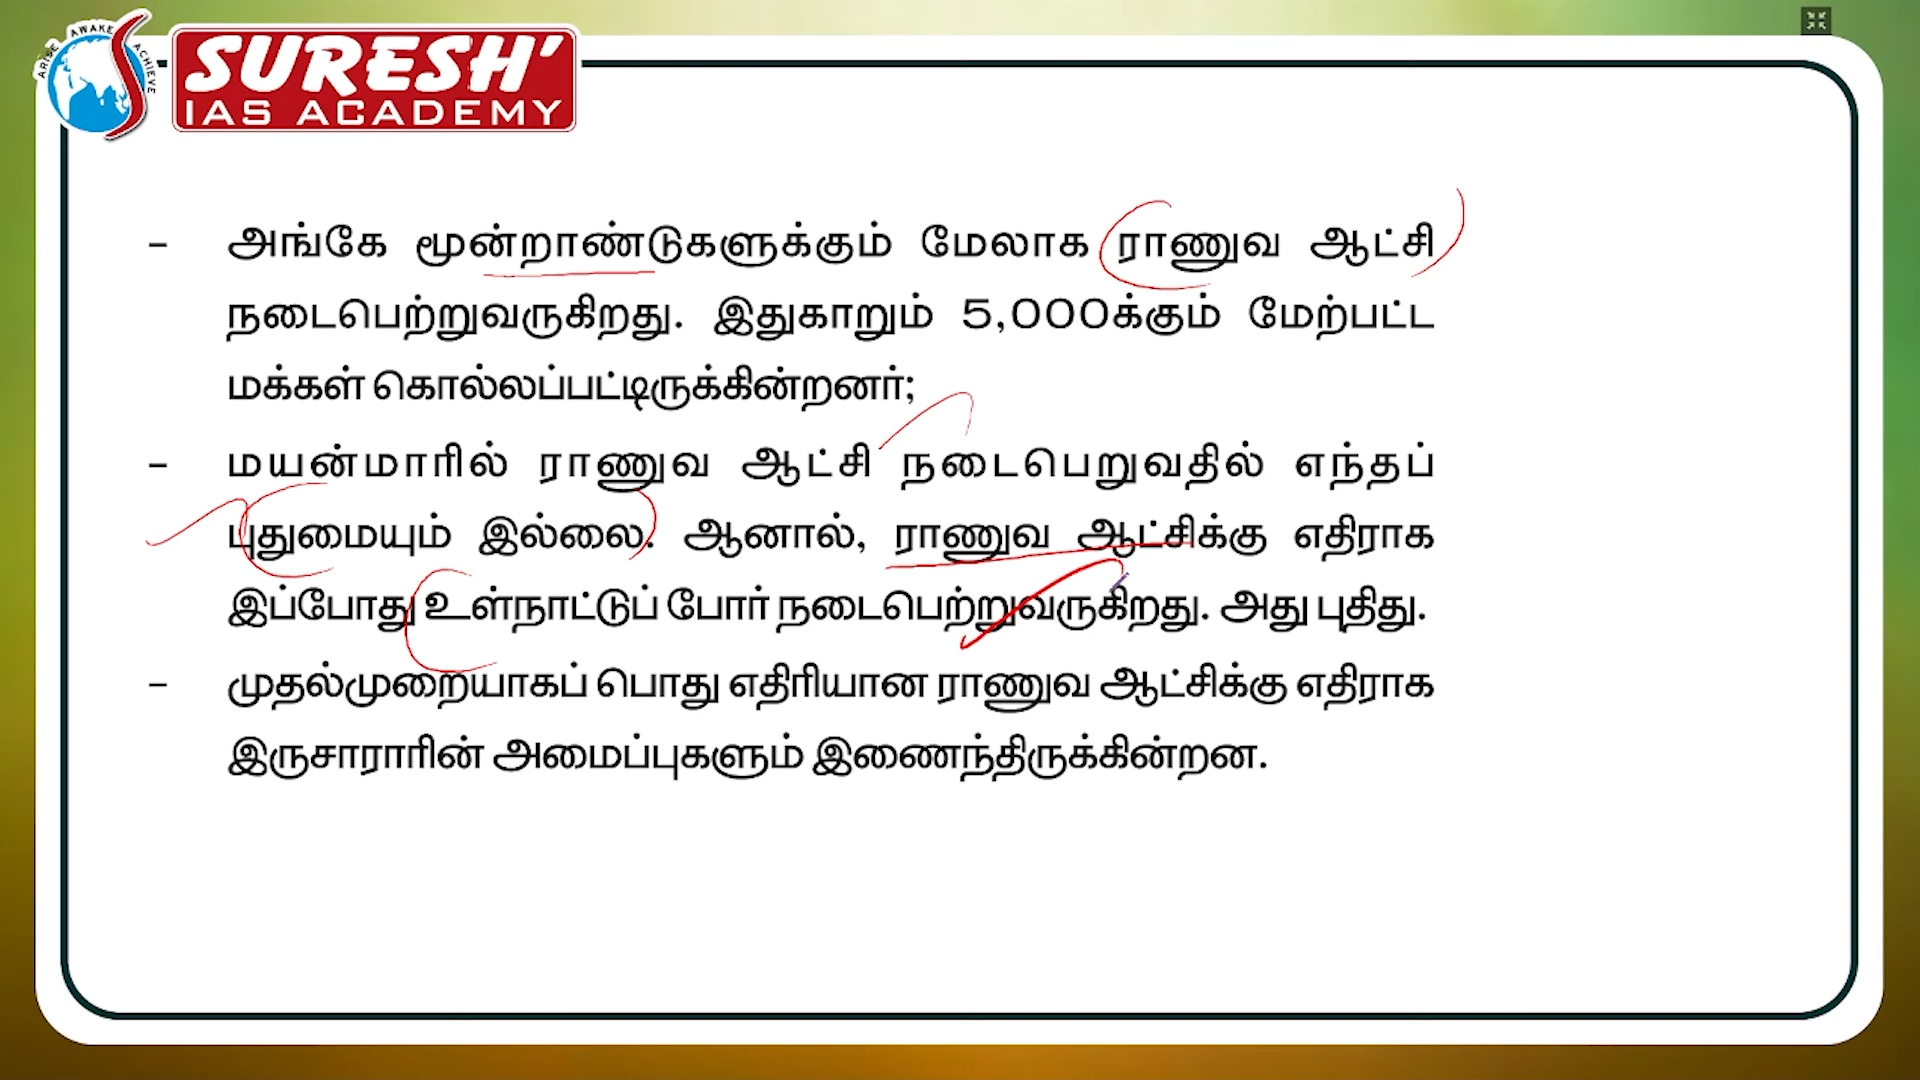 ARISE AWAKE ACHIEVE
SURESH'
IAS ACADEMY
- அங்கே மூன்றாண்டுகளுக்கும் மேலாக ராணுவ ஆட்சி
நடைபெற்றுவருகிறது. இதுகாறும் 5,000க்கும் மேற்பட்ட
மக்கள் கொல்லப்பட்டிருக்கின்றனர்;
- மயன்மாரில் ராணுவ ஆட்சி நடைபெறுவதில் எந்தப்
புதுமையும் இல்லை. ஆனால், ராணுவ ஆட்சிக்கு எதிராக
இப்போது உள்நாட்டுப் போர் நடைபெற்றுவருகிறது. அது புதிது.
- முதல்முறையாகப் பொது எதிரியான ராணுவ ஆட்சிக்கு எதிராக
இருசாராரின் அமைப்புகளும் இணைந்திருக்கின்றன.